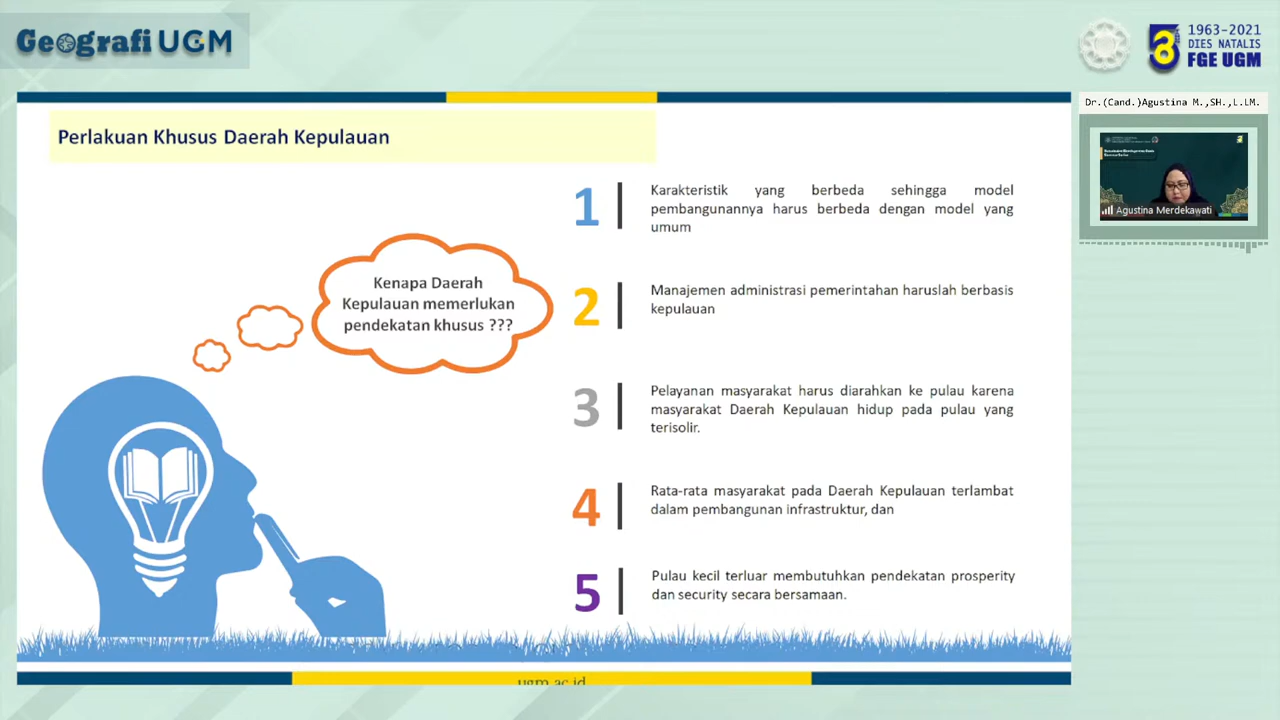 Geografi UGM
1963-2021
DIES NATALIS
FGE UGM
Dr.(Cand.)Agustina M.,SH.,L.LM.
Agustina Merdekawati
Perlakuan Khusus Daerah Kepulauan
Kenapa Daerah
Kepulauan memerlukan
pendekatan khusus ???
1
Karakteristik yang berbeda sehingga model
pembangunannya harus berbeda dengan model yang
umum
2
Manajemen administrasi pemerintahan haruslah berbasis
kepulauan
3
Pelayanan masyarakat harus diarahkan ke pulau karena
masyarakat Daerah Kepulauan hidup pada pulau yang
terisolir.
4
Rata-rata masyarakat pada Daerah Kepulauan terlambat
dalam pembangunan infrastruktur, dan
5
Pulau kecil terluar membutuhkan pendekatan prosperity
dan security secara bersamaan.
ugm.ac.id